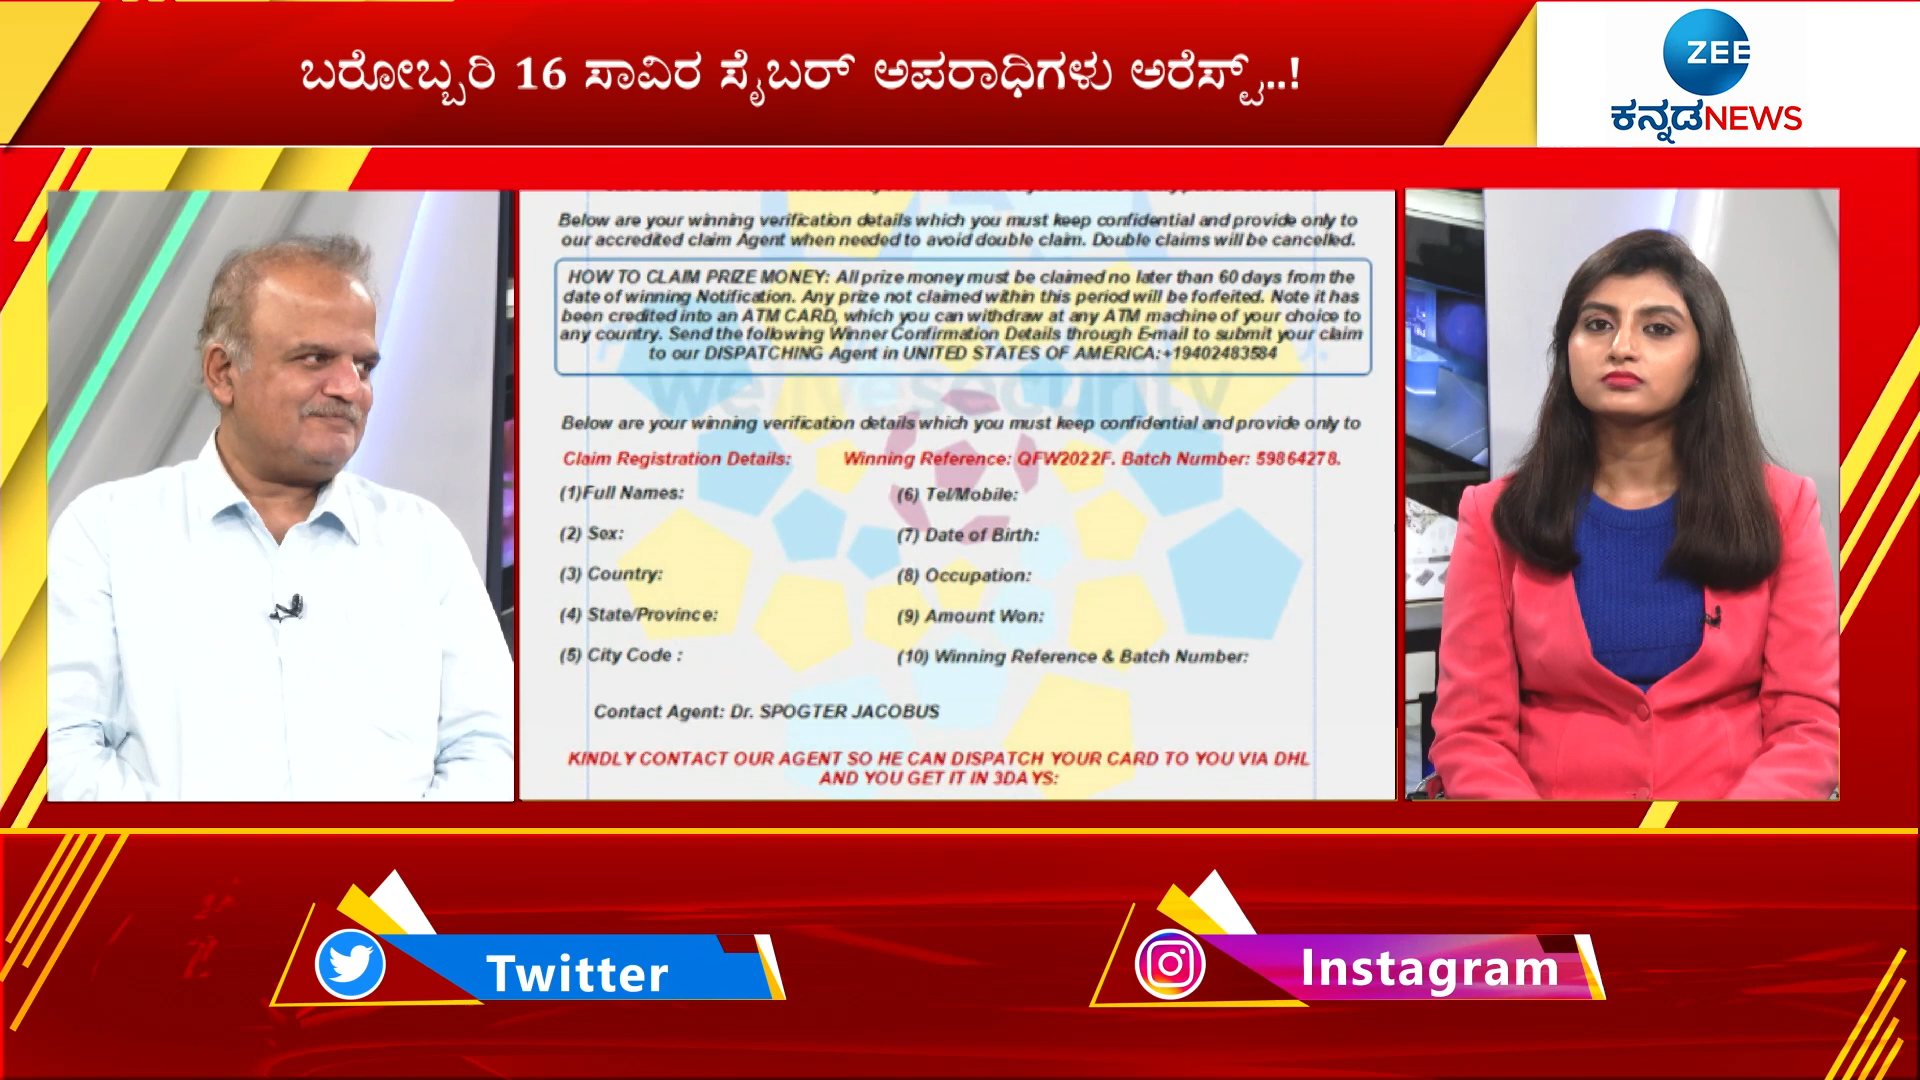 ಬರೋಬ್ಬರಿ 16 ಸಾವಿರ ಸೈಬರ್ ಅಪರಾಧಿಗಳು ಅರೆಸ್ಟ್..!
ZEE
ಕನ್ನಡNEWS
Below are your winning verification details which you must keep confidential and provide only to
our accredited claim Agent when needed to avoid double claim. Double claims will be cancelled.
HOW TO CLAIM PRIZE MONEY: All prize money must be claimed no later than 60 days from the
date of winning Notification. Any prize not claimed within this period will be forfeited. Note it has
been credited into an ATM CARD, which you can withdraw at any ATM machine of your choice to
any country. Send the following Winner Confirmation Details through E-mail to submit your claim
to our DISPATCHING Agent in UNITED STATES OF AMERICA:+19402483584
welivesecurity
Below are your winning verification details which you must keep confidential and provide only to
Claim Registration Details: Winning Reference: QFW2022F. Batch Number: 59864278.
(1)Full Names: (6) Tel/Mobile:
(2) Sex: (7) Date of Birth:
(3) Country: (8) Occupation:
(4) State/Province: (9) Amount Won:
(5) City Code : (10) Winning Reference & Batch Number:
Contact Agent: Dr. SPOGTER JACOBUS
KINDLY CONTACT OUR AGENT SO HE CAN DISPATCH YOUR CARD TO YOU VIA DHL
AND YOU GET IT IN 3DAYS:
Twitter
Instagram